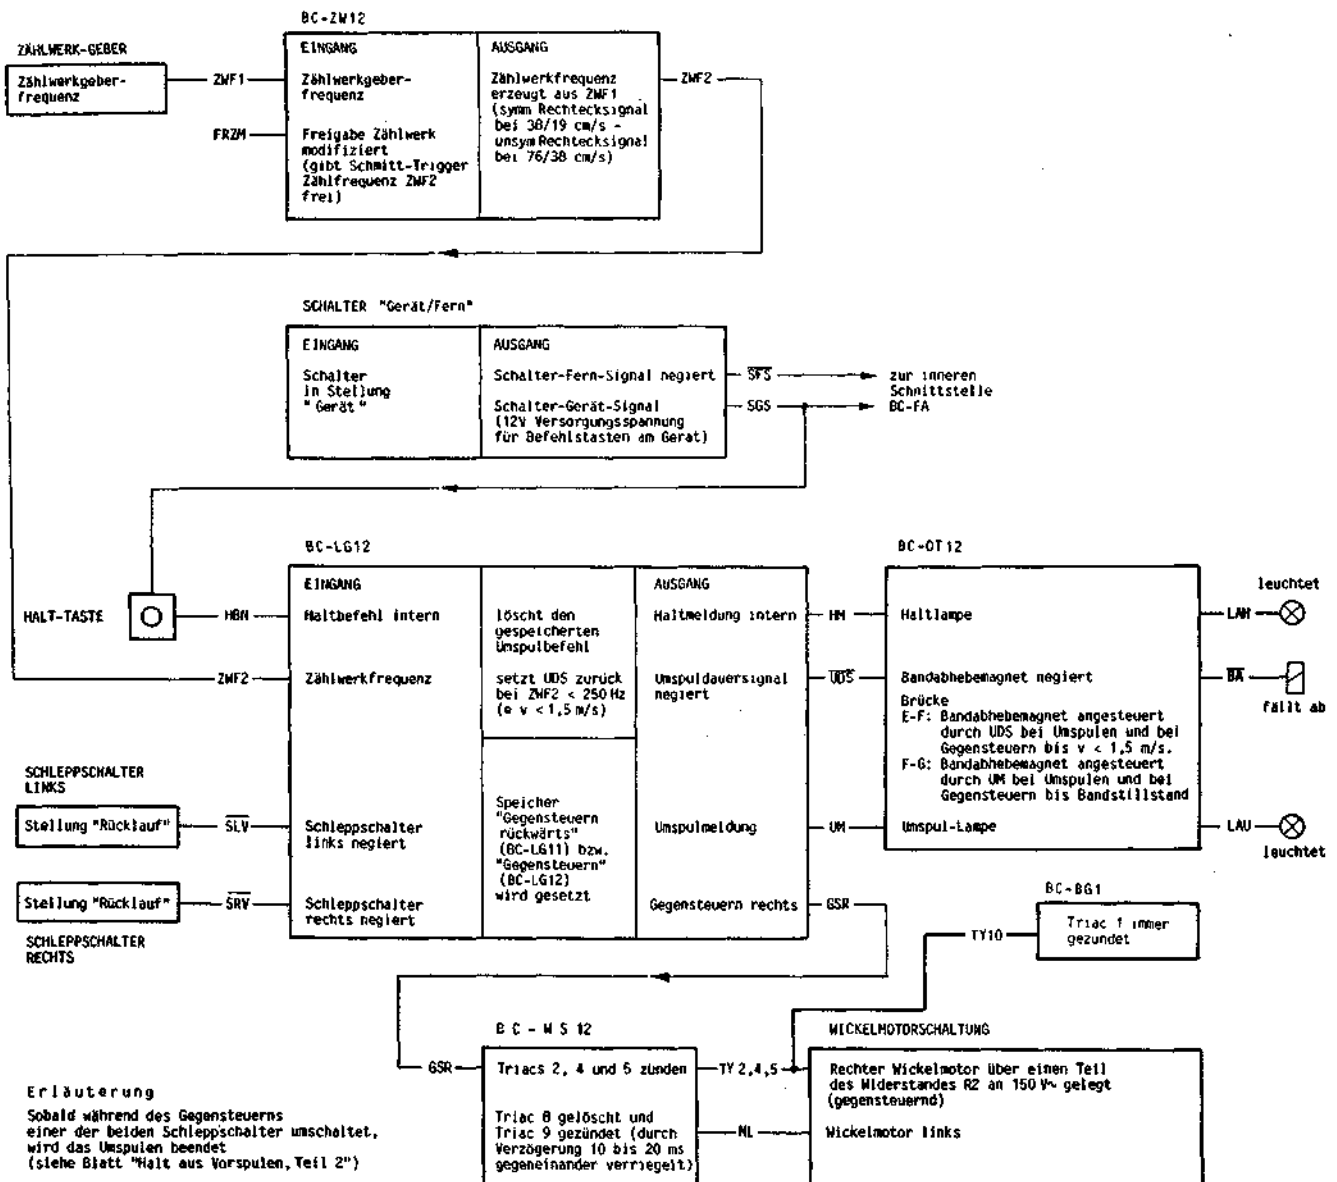 BC-ZW12
ZÄHLWERK-GEBER
Zählwerkgeber-
frequenz
ZWF1
EINGANG
Zählwerkgeber-
frequenz
FRZM
Freigabe Zählwerk
modifiziert
(gibt Schmitt-Trigger
Zählfrequenz ZWF2
frei)
AUSGANG
Zählwerkfrequenz
erzeugt aus ZWF1
(symm Rechtecksignal
bei 38/19 cm/s -
unsym Rechtecksignal
bei 76/38 cm/s)
ZWF2
SCHALTER "Gerät/Fern"
EINGANG
Schalter
in Stellung
"Gerät"
AUSGANG
Schalter-Fern-Signal negiert
SFS
zur inneren
Schnittstelle
BC-FA
Schalter-Gerät-Signal
(12V Versorgungsspannung
für Befehlstasten am Gerät)
SGS
BC-LG12
HALT-TASTE
HBN
ZWF2
EINGANG
Haltbefehl intern
Zählwerkfrequenz
löscht den
gespeicherten
Umspulbefehl
setzt UDS zurück
bei ZWF2 < 250 Hz
(e v < 1,5 m/s)
AUSGANG
Haltmeldung intern
HM
Umspuldauersignal
negiert
UDS
SCHLEPPSCHALTER
LINKS
Stellung "Rücklauf"
SLV
Schleppschalter
links negiert
Stellung "Rücklauf"
SRV
Schleppschalter
rechts negiert
SCHLEPPSCHALTER
RECHTS
Speicher
"Gegensteuern
rückwärts"
(BC-LG11) bzw.
"Gegensteuern"
(BC-LG12)
wird gesetzt
Umspulmeldung
UM
Gegensteuern rechts
GSR
BC-OT12
Haltlampe
LAH
leuchtet
Bandabhebemagnet negiert
BA
fällt ab
Brücke
E-F: Bandabhebemagnet angesteuert
durch UDS bei Umspulen und bei
Gegensteuern bis v < 1,5 m/s.
F-G: Bandabhebemagnet angesteuert
durch UM bei Umspulen und bei
Gegensteuern bis Bandstillstand
Umspul-Lampe
LAU
leuchtet
BC-BG1
TY10
Triac 1 immer
gezündet
BC-WS 12
GSR
Triacs 2, 4 und 5 zünden
TY 2,4,5
Triac 8 gelöscht und
Triac 9 gezündet (durch
Verzögerung 10 bis 20 ms
gegeneinander verriegelt)
ML
WICKELMOTORSCHALTUNG
Rechter Wickelmotor über einen Teil
des Widerstandes R2 an 150 V~ gelegt
(gegensteuernd)
Wickelmotor links
Erläuterung
Sobald während des Gegensteuerns
einer der beiden Schleppschalter umschaltet,
wird das Umspulen beendet
(siehe Blatt "Halt aus Vorspulen, Teil 2")